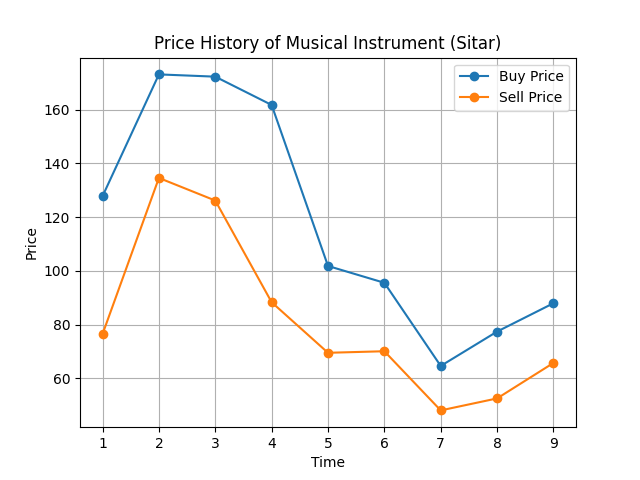 Price History of Musical Instrument (Sitar)
Buy Price
Sell Price
160
140
120
100
80
60
Price
1 2 3 4 5 6 7 8 9
Time